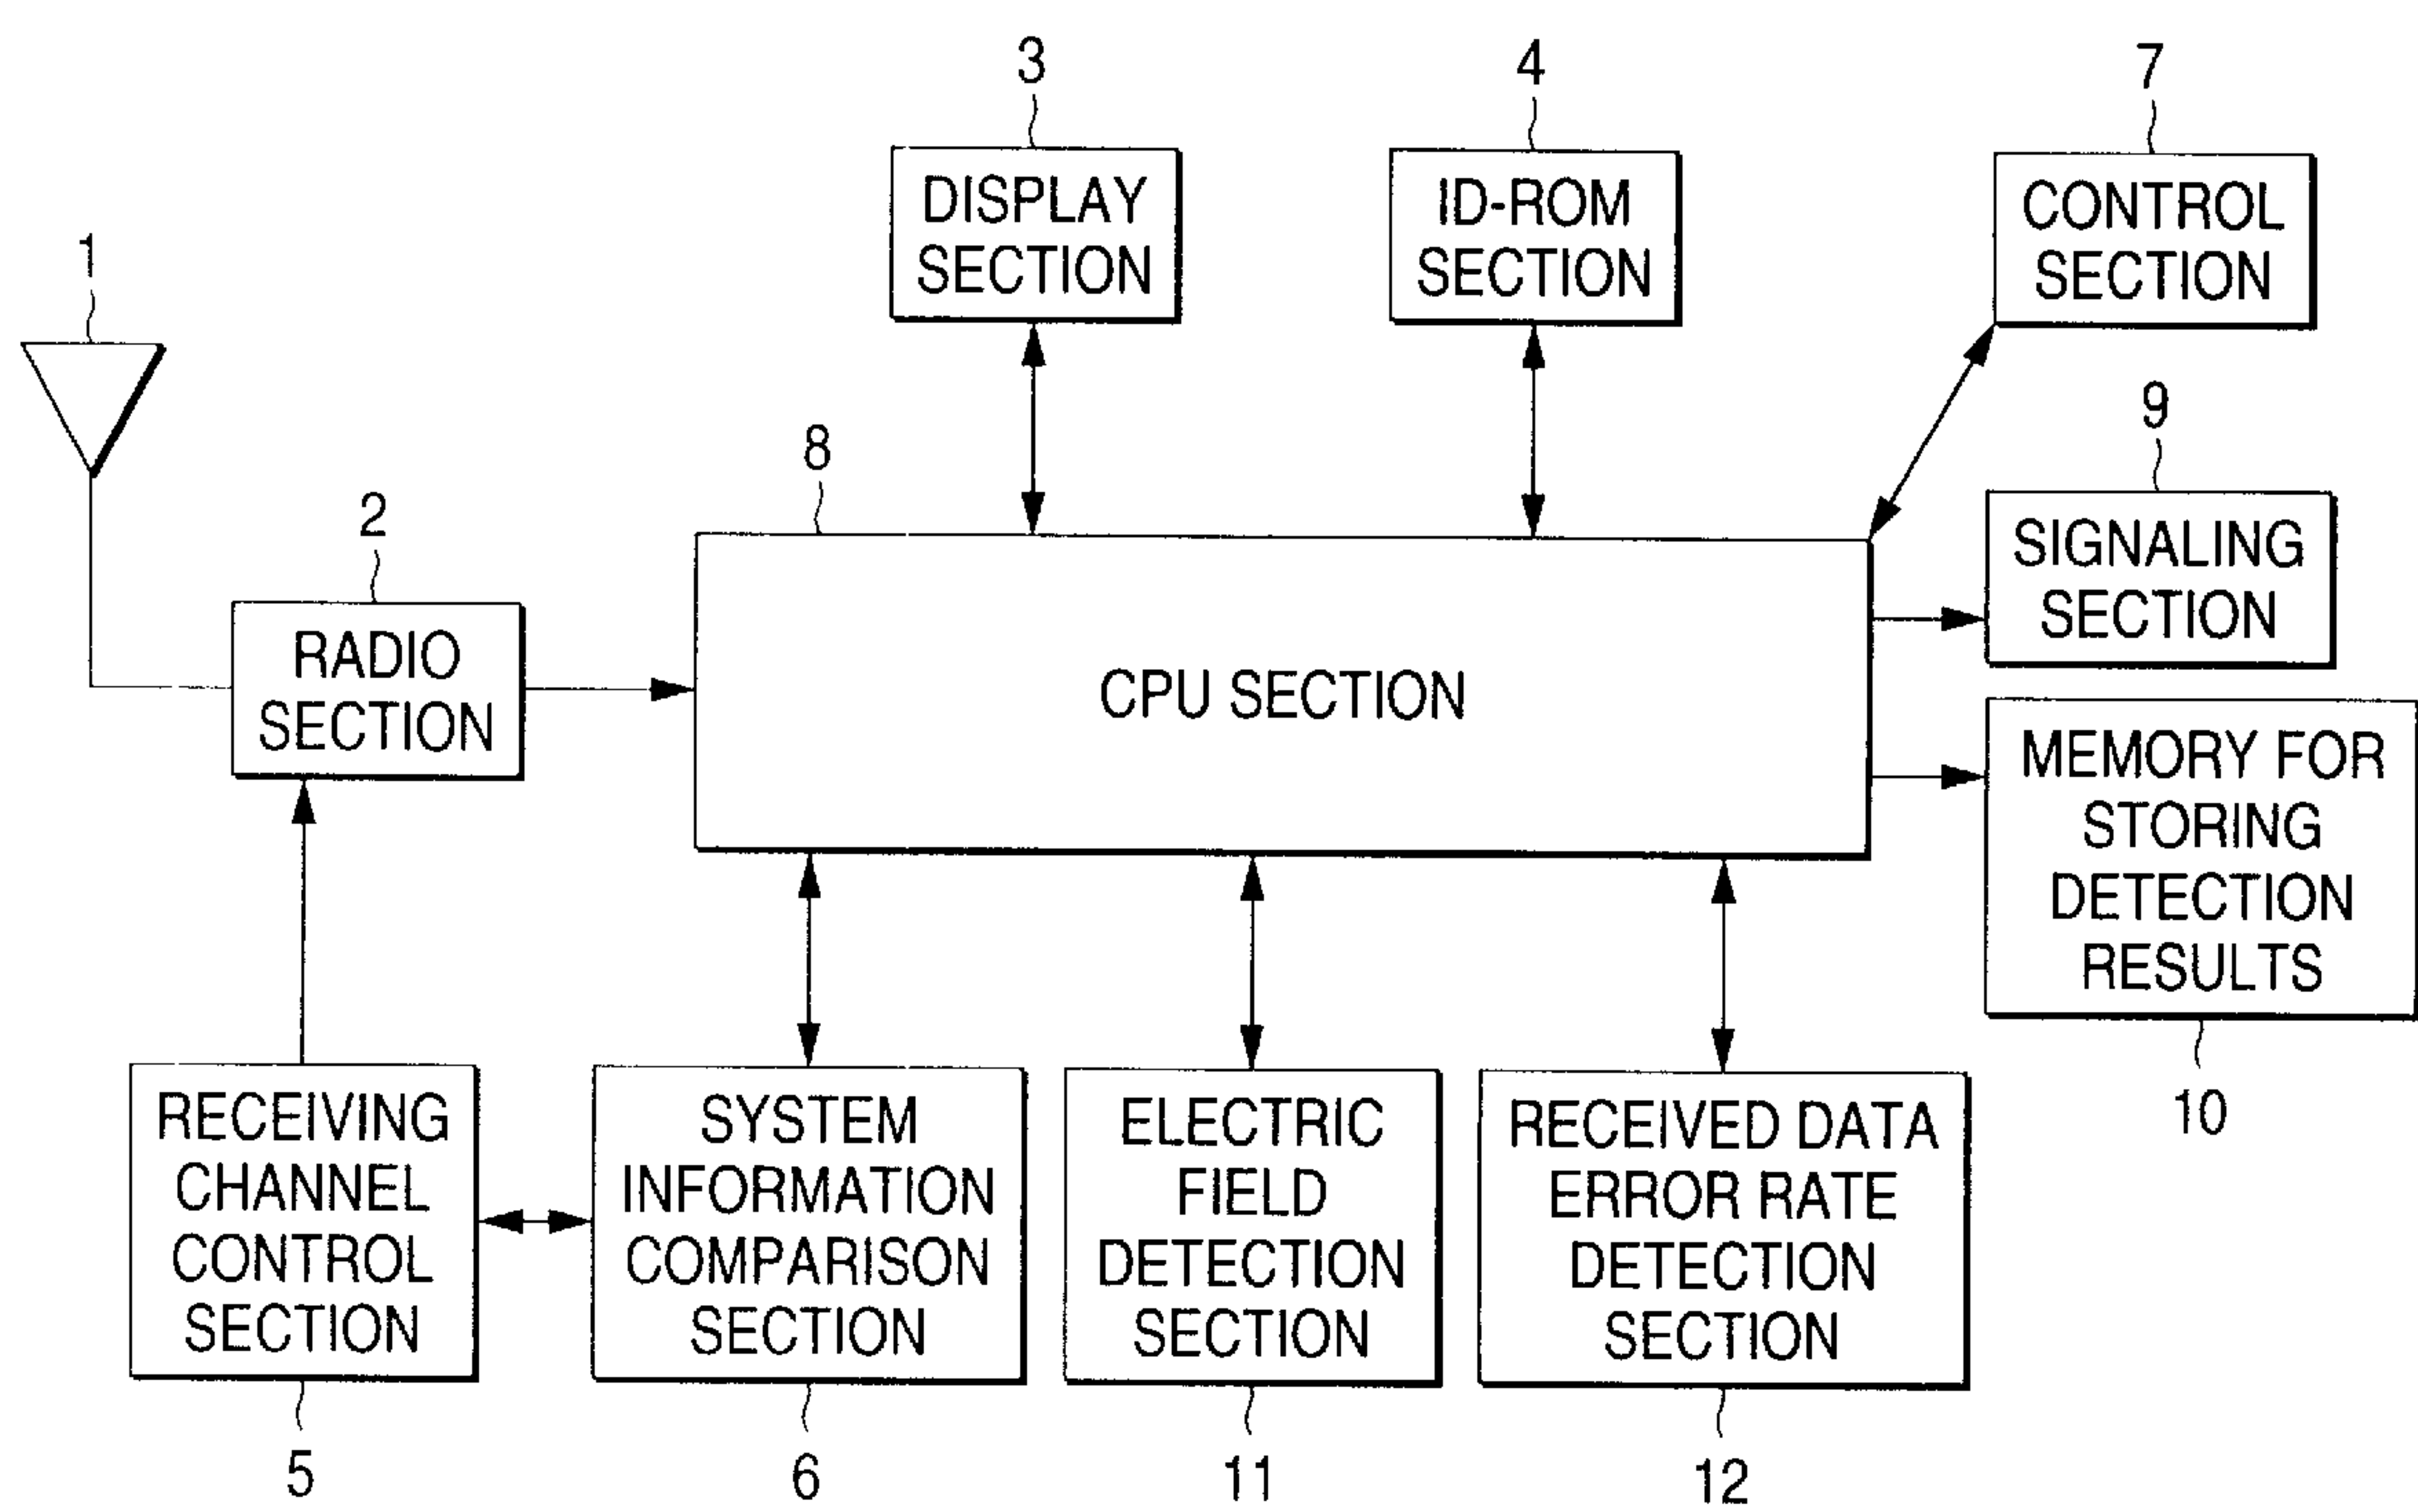 3
4
7
DISPLAY
SECTION
ID-ROM
SECTION
CONTROL
SECTION
1
8
9
2
SIGNALING
SECTION
RADIO
SECTION
CPU SECTION
MEMORY FOR
STORING
DETECTION
RESULTS
10
RECEIVING
CHANNEL
CONTROL
SECTION
SYSTEM
INFORMATION
COMPARISON
SECTION
ELECTRIC
FIELD
DETECTION
SECTION
RECEIVED DATA
ERROR RATE
DETECTION
SECTION
5
6
11
12